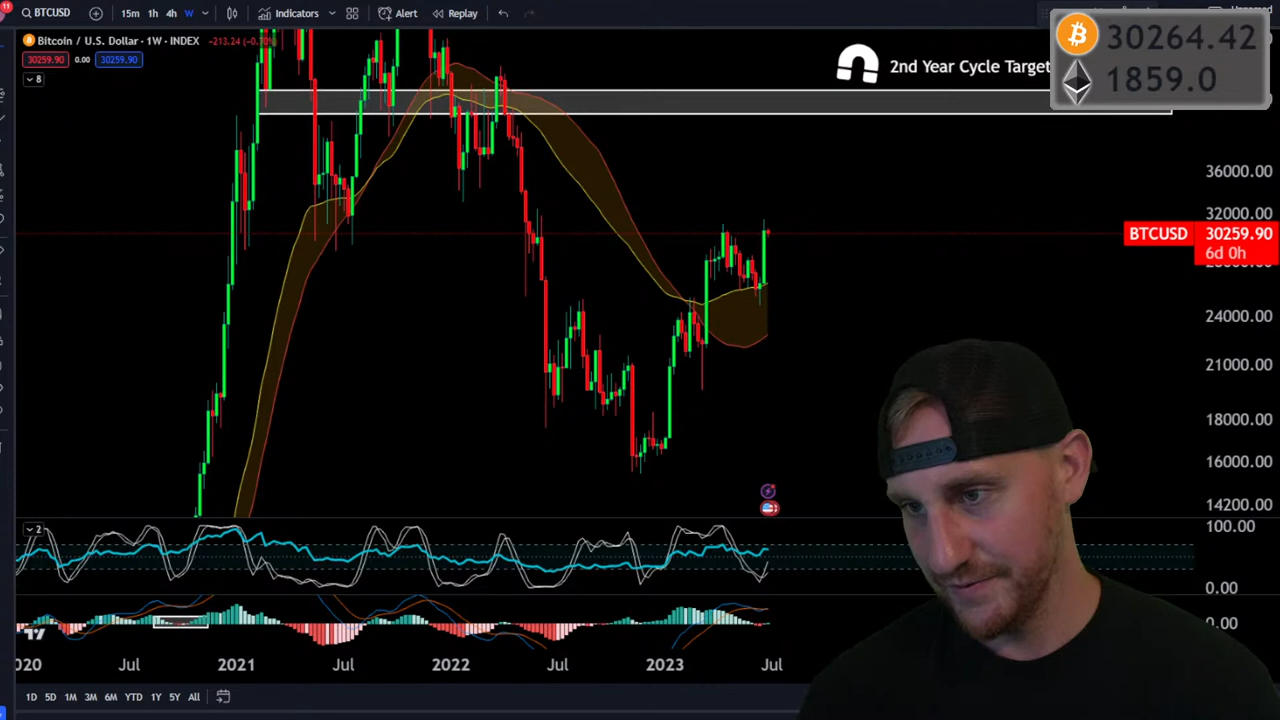 11
BTCUSD
15m 1h 4h W
Indicators
Alert
Replay
Bitcoin / U.S. Dollar · 1W · INDEX -213.24 (-0.70%)
30259.90 0.00 30259.90
8
2nd Year Cycle Target
30264.42
1859.0
36000.00
32000.00
BTCUSD 30259.90
6d 0h
24000.00
21000.00
18000.00
16000.00
14200.00
2
100.00
0.00
0.00
2020 Jul 2021 Jul 2022 Jul 2023 Jul
1D 5D 1M 3M 6M YTD 1Y 5Y All